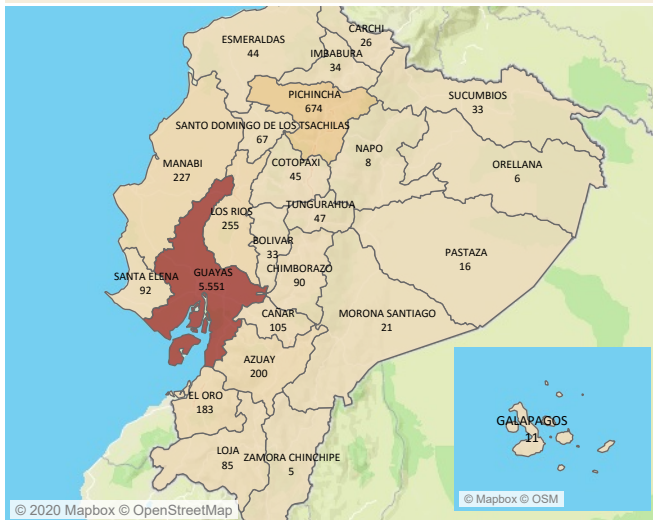 CARCHI
26
ESMERALDAS
44
IMBABURA
34
PICHINCHA
674
SUCUMBIOS
33
SANTO DOMINGO DE LOS TSACHILAS
67
NAPO
8
MANABI
227
COTOPAXI
45
ORELLANA
6
TUNGURAHUA
47
LOS RIOS
255
BOLIVAR
33
PASTAZA
16
SANTA ELENA
92
GUAYAS
5.551
CHIMBORAZO
90
CAÑAR
105
MORONA SANTIAGO
21
AZUAY
200
EL ORO
183
GALAPAGOS
11
LOJA
85
ZAMORA CHINCHIPE
5
© Mapbox © OSM
© 2020 Mapbox © OpenStreetMap